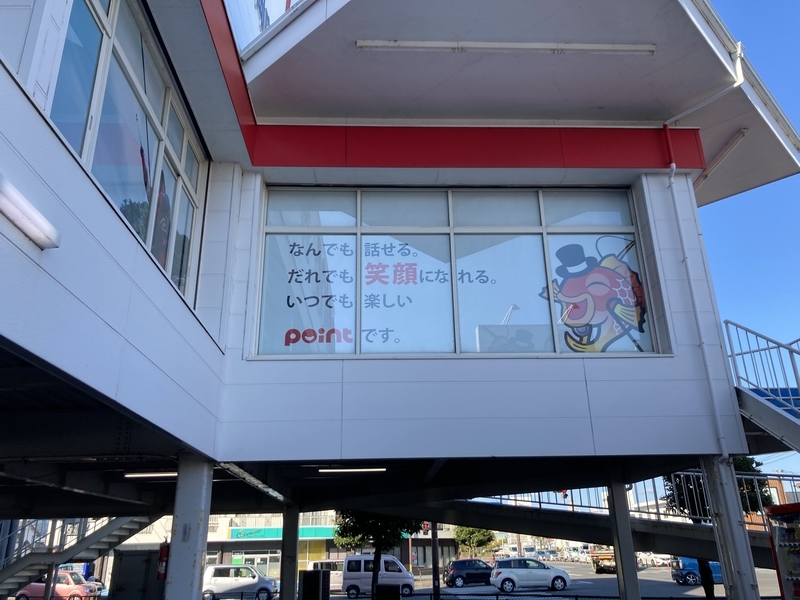 なんでも 話せる。
だれでも 笑顔になれる。
いつでも 楽しい
point です。